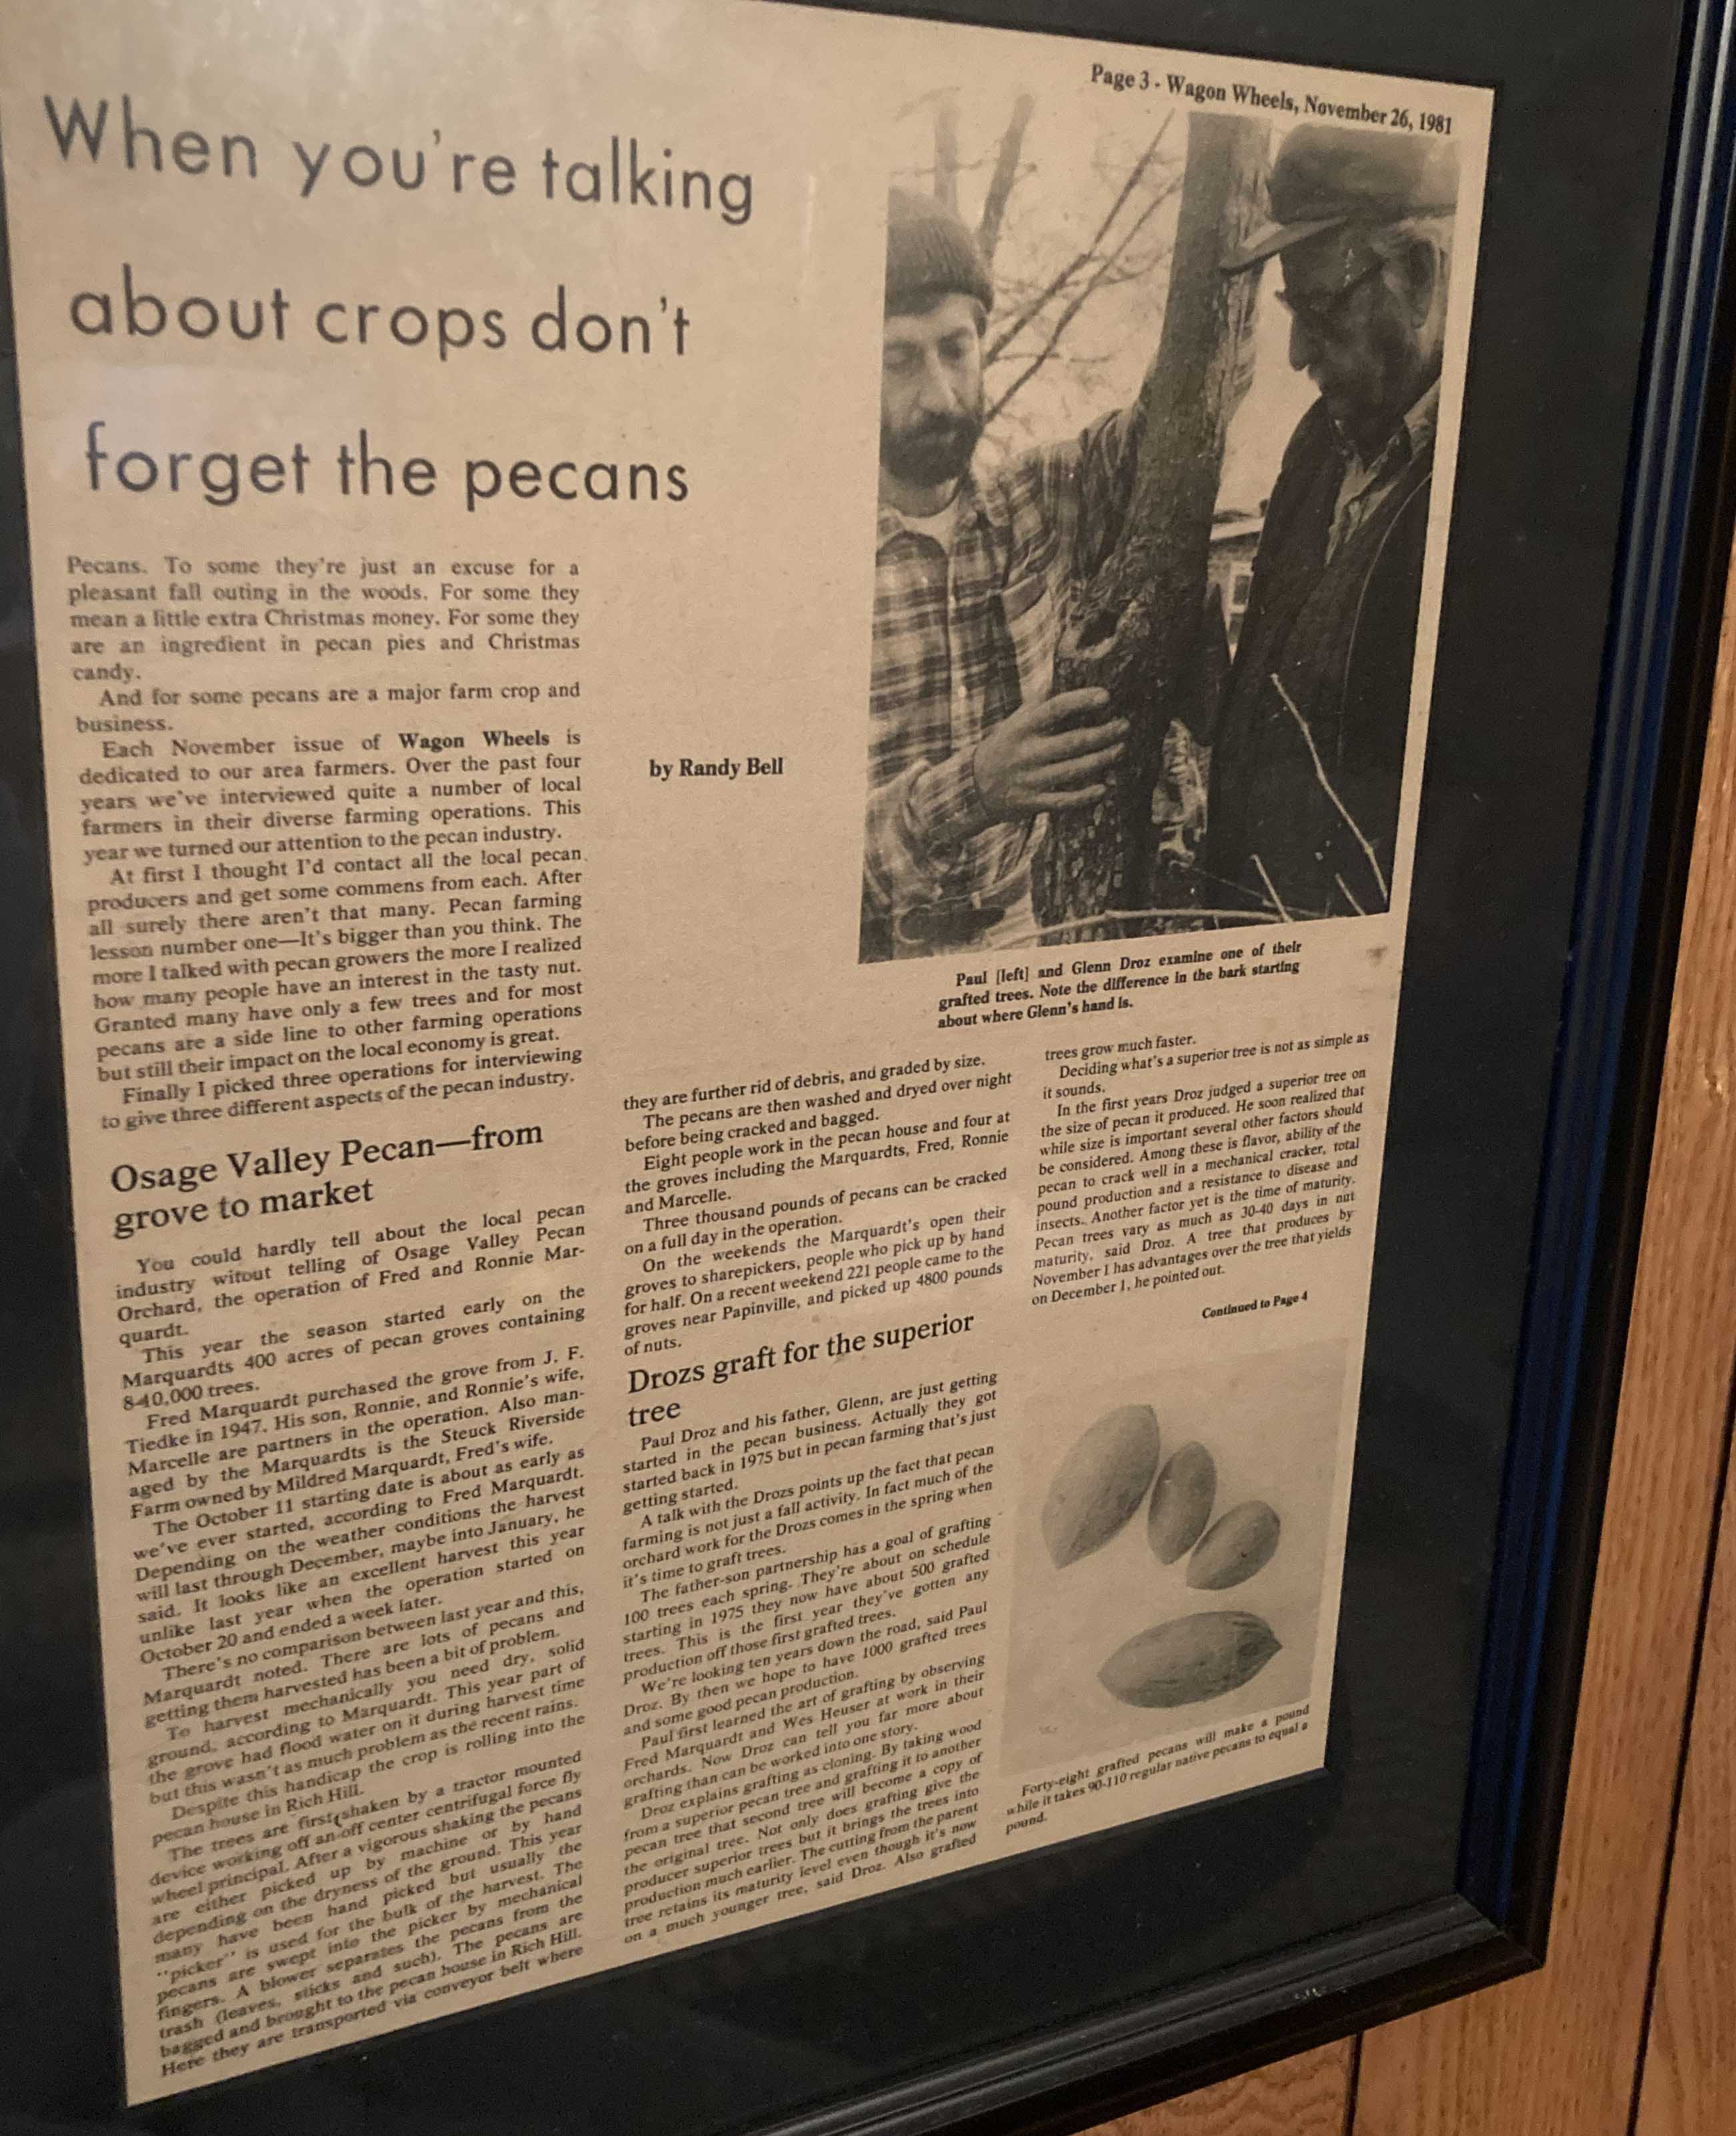 Page 3 - Wagon Wheels, November 26, 1981
When you're talking
about crops don't
forget the pecans
Pecans. To some they're just an excuse for a
pleasant fall outing in the woods. For some they
mean a little extra Christmas money. For some they
are an ingredient in pecan pies and Christmas
candy.
And for some pecans are a major farm crop and
business.
Each November issue of Wagon Wheels is
dedicated to our area farmers. Over the past four
years we've interviewed quite a number of local
farmers in their diverse farming operations. This
year we turned our attention to the pecan industry.
At first I thought I'd contact all the local pecan
producers and get some commens from each. After
all surely there aren't that many. Pecan farming
lesson number one—It's bigger than you think. The
more I talked with pecan growers the more I realized
how many people have an interest in the tasty nut.
Granted many have only a few trees and for most
pecans are a side line to other farming operations
but still their impact on the local economy is great.
Finally I picked three operations for interviewing
to give three different aspects of the pecan industry.
Osage Valley Pecan—from
grove to market
You could hardly tell about the local pecan
industry witout telling of Osage Valley Pecan
Orchard, the operation of Fred and Ronnie Mar-
quardt.
This year the season started early on the
Marquardts 400 acres of pecan groves containing
8-10,000 trees.
Fred Marquardt purchased the grove from J. F.
Tiedke in 1947. His son, Ronnie, and Ronnie's wife,
Marcelle are partners in the operation. Also man-
aged by the Marquardts is the Steuck Riverside
Farm owned by Mildred Marquardt, Fred's wife.
The October 11 starting date is about as early as
we've ever started, according to Fred Marquardt.
Depending on the weather conditions the harvest
will last through December, maybe into January, he
said. It looks like an excellent harvest this year
unlike last year when the operation started on
October 20 and ended a week later.
There's no comparison between last year and this,
Marquardt noted. There are lots of pecans and
getting them harvested has been a bit of problem.
To harvest mechanically you need dry, solid
ground, according to Marquardt. This year part of
the grove had flood water on it during harvest time
but this wasn't as much problem as the recent rains.
Despite this handicap the crop is rolling into the
pecan house in Rich Hill.
The trees are first shaken by a tractor mounted
device working off an off center centrifugal force fly
wheel principal. After a vigorous shaking the pecans
are either picked up by machine or by hand
depending on the dryness of the ground. This year
many have been hand picked but usually the
"picker" is used for the bulk of the harvest. The
pecans are swept into the picker by mechanical
fingers. A blower separates the pecans from the
trash (leaves, sticks and such). The pecans are
bagged and brought to the pecan house in Rich Hill.
Here they are transported via conveyor belt where
by Randy Bell
they are further rid of debris, and graded by size.
The pecans are then washed and dryed over night
before being cracked and bagged.
Eight people work in the pecan house and four at
the groves including the Marquardts, Fred, Ronnie
and Marcelle.
Three thousand pounds of pecans can be cracked
on a full day in the operation.
On the weekends the Marquardt's open their
groves to sharepickers, people who pick up by hand
for half. On a recent weekend 221 people came to the
groves near Papinville, and picked up 4800 pounds
of nuts.
Drozs graft for the superior
tree
Paul Droz and his father, Glenn, are just getting
started in the pecan business. Actually they got
started back in 1975 but in pecan farming that's just
getting started.
A talk with the Drozs points up the fact that pecan
farming is not just a fall activity. In fact much of the
orchard work for the Drozs comes in the spring when
it's time to graft trees.
The father-son partnership has a goal of grafting
100 trees each spring. They're about on schedule
starting in 1975 they now have about 500 grafted
trees. This is the first year they've gotten any
production off those first grafted trees.
We're looking ten years down the road, said Paul
Droz. By then we hope to have 1000 grafted trees
and some good pecan production.
Paul first learned the art of grafting by observing
Fred Marquardt and Wes Heuser at work in their
orchards. Now Droz can tell you far more about
grafting than can be worked into one story.
Droz explains grafting as cloning. By taking wood
from a superior pecan tree and grafting it to another
pecan tree that second tree will become a copy of
the original tree. Not only does grafting give the
producer superior trees but it brings the trees into
production much earlier. The cutting from the parent
tree retains its maturity level even though it's now
on a much younger tree, said Droz. Also grafted
Paul [left] and Glenn Droz examine one of their
grafted trees. Note the difference in the bark starting
about where Glenn's hand is.
trees grow much faster.
Deciding what's a superior tree is not as simple as
it sounds.
In the first years Droz judged a superior tree on
the size of pecan it produced. He soon realized that
while size is important several other factors should
be considered. Among these is flavor, ability of the
pecan to crack well in a mechanical cracker, total
pound production and a resistance to disease and
insects. Another factor yet is the time of maturity.
Pecan trees vary as much as 30-40 days in nut
maturity, said Droz. A tree that produces by
November 1 has advantages over the tree that yields
on December 1, he pointed out.
Continued to Page 4
Forty-eight grafted pecans will make a pound
while it takes 90-110 regular native pecans to equal a
pound.